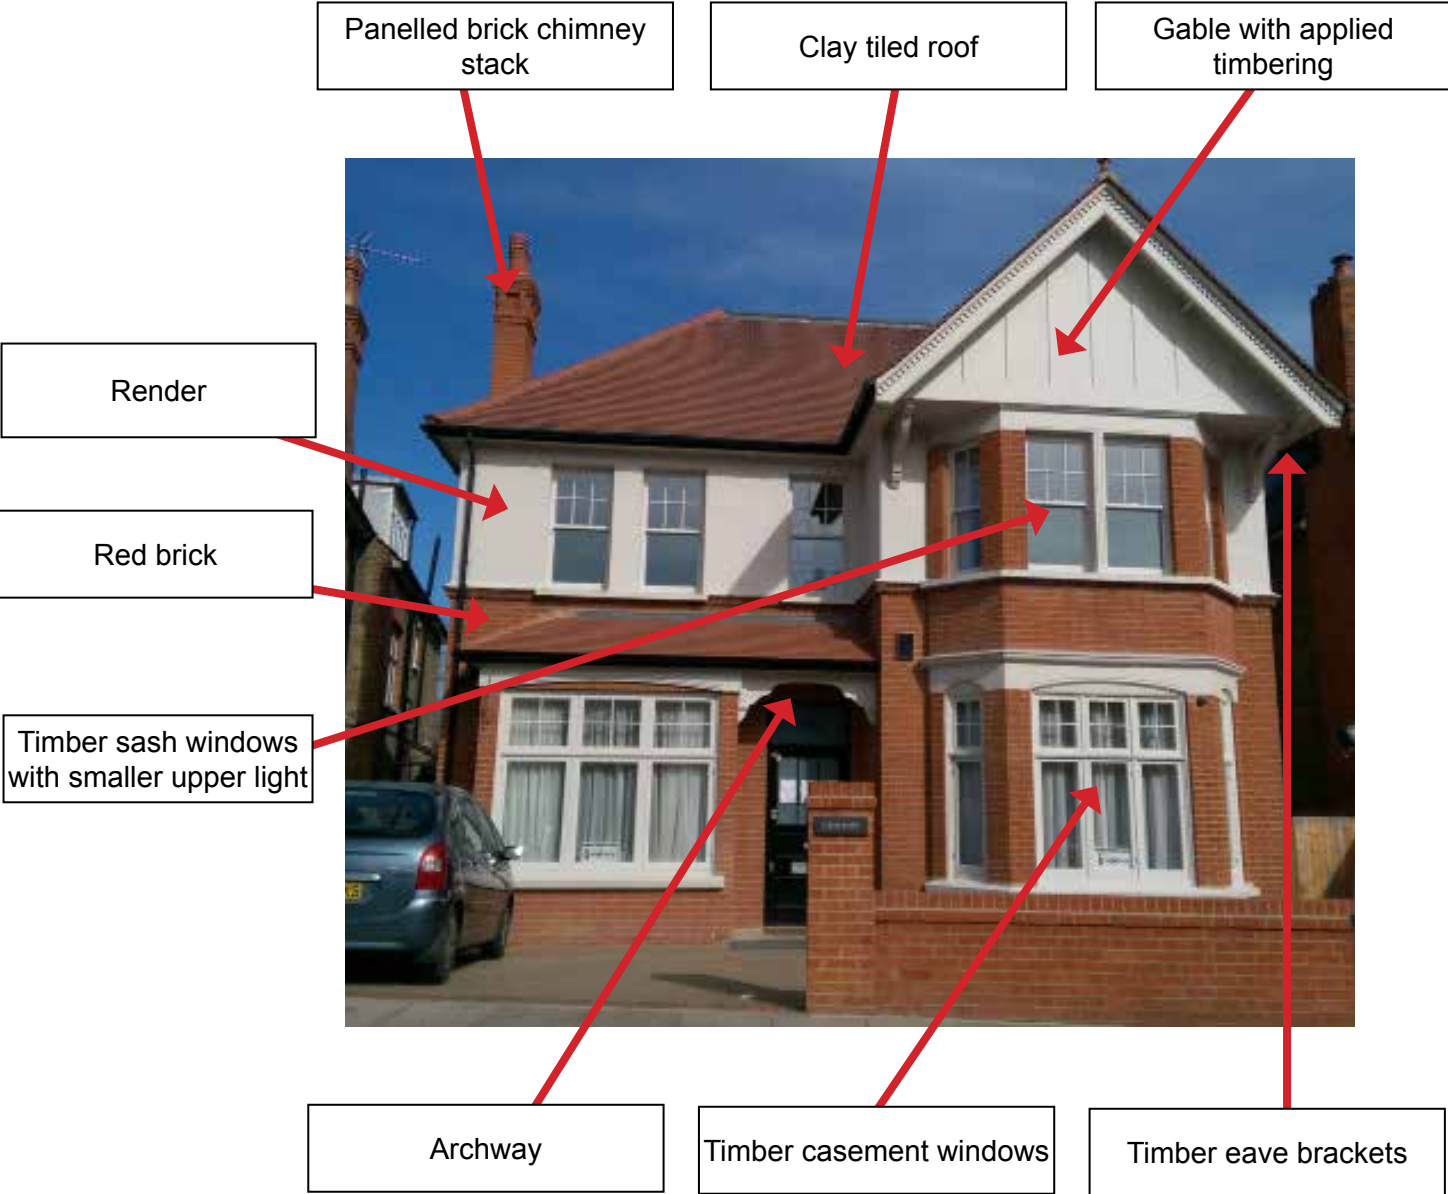 Panelled brick chimney
stack
Clay tiled roof
Gable with applied
timbering
Render
Red brick
Timber sash windows
with smaller upper light
Archway
Timber casement windows
Timber eave brackets